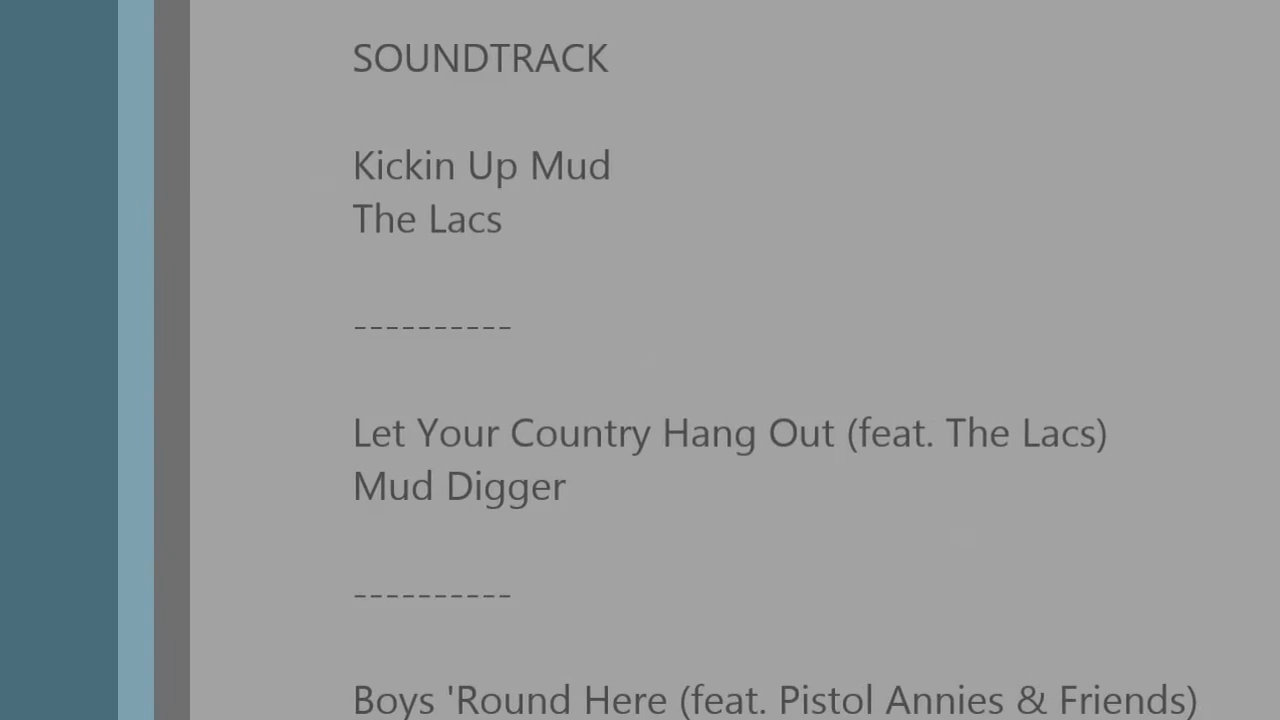 SOUNDTRACK
Kickin Up Mud
The Lacs
----------
Let Your Country Hang Out (feat. The Lacs)
Mud Digger
----------
Boys 'Round Here (feat. Pistol Annies & Friends)